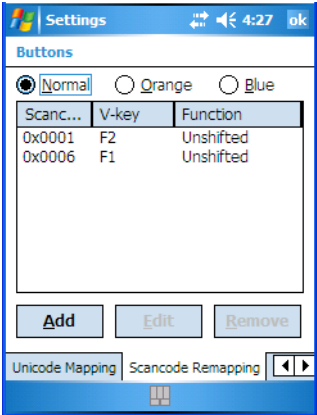 Settings 4:27 ok
Buttons
Normal Orange Blue
Scanc... V-key Function
0x0001 F2 Unshifted
0x0006 F1 Unshifted
Add Edit Remove
Unicode Mapping Scancode Remapping